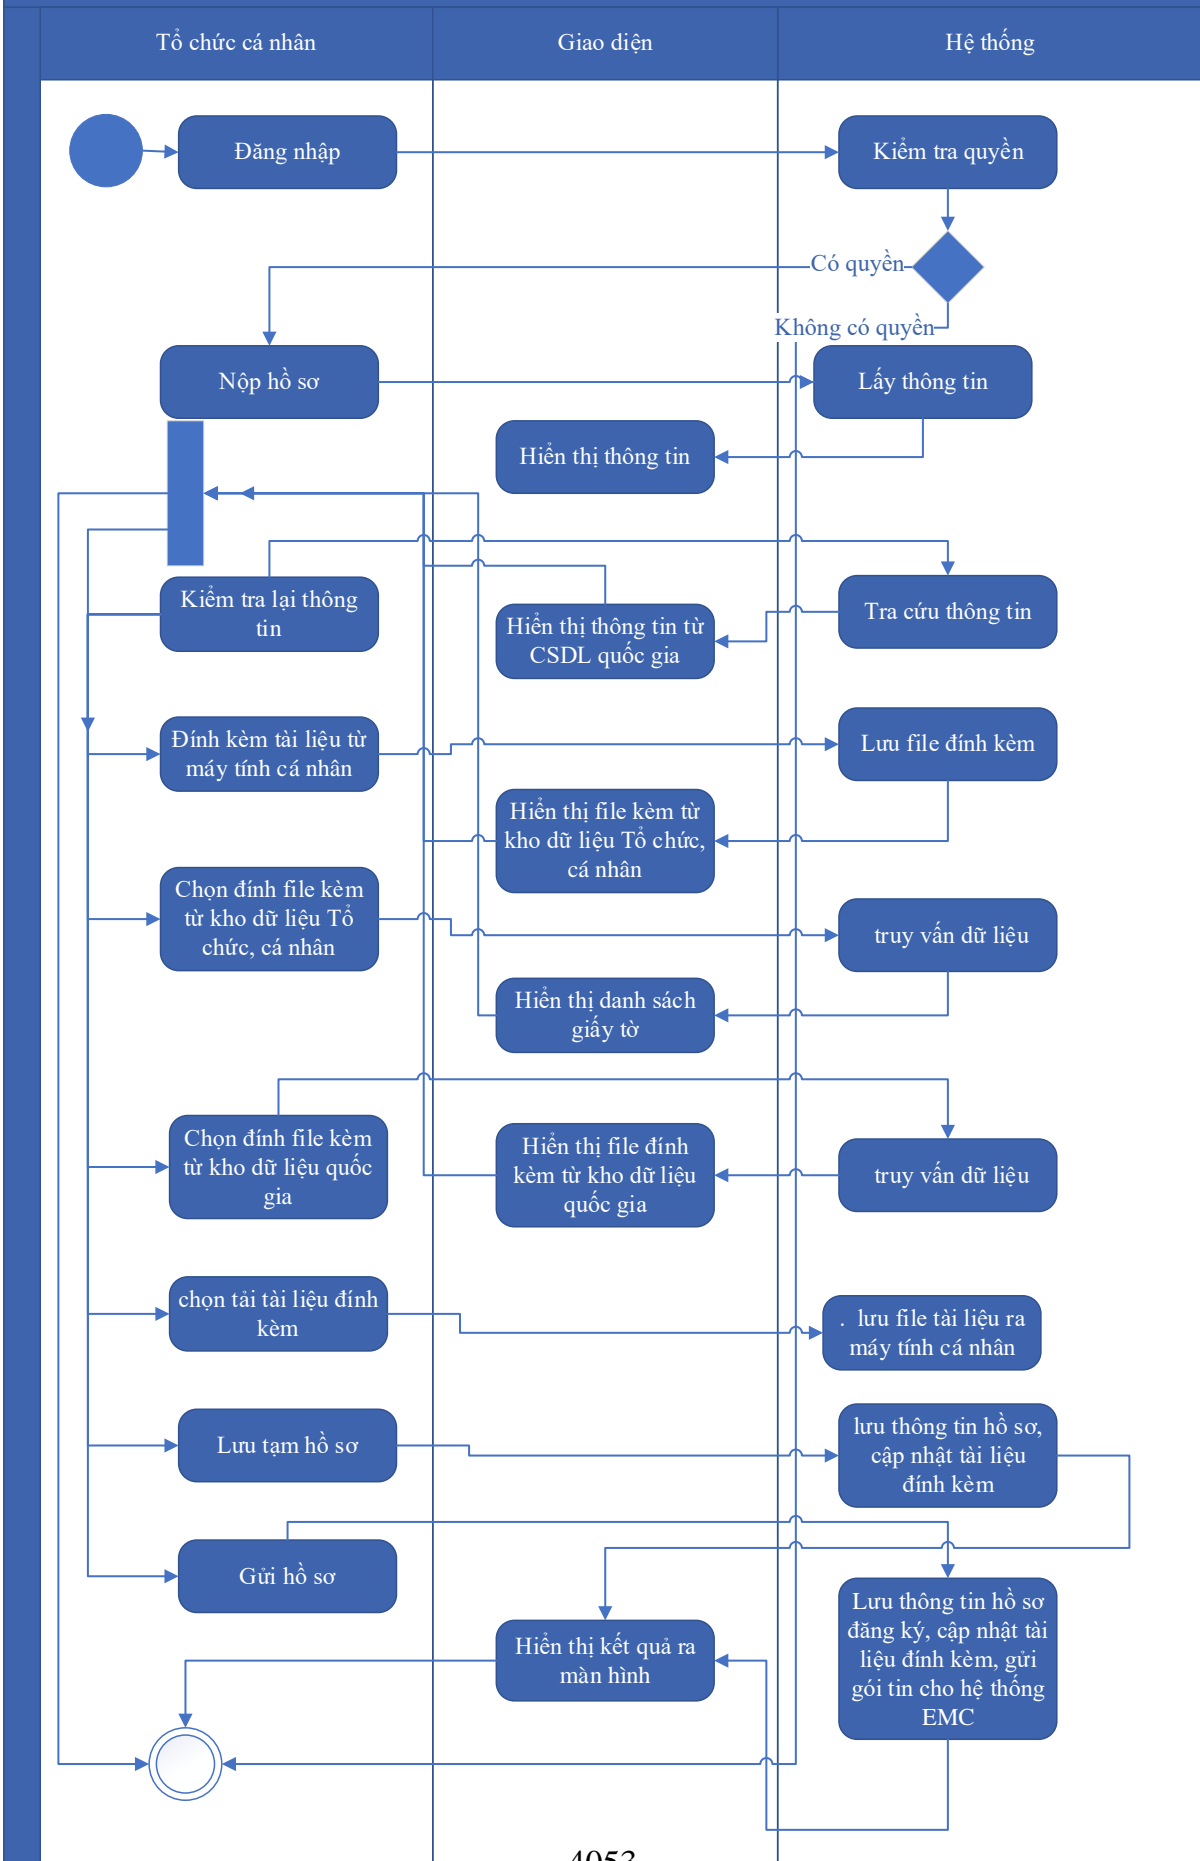 Tổ chức cá nhân
Giao diện
Hệ thống
Đăng nhập
Kiểm tra quyền
Có quyền
Không có quyền
Nộp hồ sơ
Lấy thông tin
Hiển thị thông tin
Kiểm tra lại thông
tin
Hiển thị thông tin từ
CSDL quốc gia
Tra cứu thông tin
Đính kèm tài liệu từ
máy tính cá nhân
Lưu file đính kèm
Hiển thị file kèm từ
kho dữ liệu Tổ chức,
cá nhân
Chọn đính file kèm
từ kho dữ liệu Tổ
chức, cá nhân
truy vấn dữ liệu
Hiển thị danh sách
giấy tờ
Chọn đính file kèm
từ kho dữ liệu quốc
gia
Hiển thị file đính
kèm từ kho dữ liệu
quốc gia
truy vấn dữ liệu
chọn tải tài liệu đính
kèm
. lưu file tài liệu ra
máy tính cá nhân
Lưu tạm hồ sơ
lưu thông tin hồ sơ,
cập nhật tài liệu
đính kèm
Gửi hồ sơ
Lưu thông tin hồ sơ
đăng ký, cập nhật tài
liệu đính kèm, gửi
gói tin cho hệ thống
EMC
Hiển thị kết quả ra
màn hình
4053